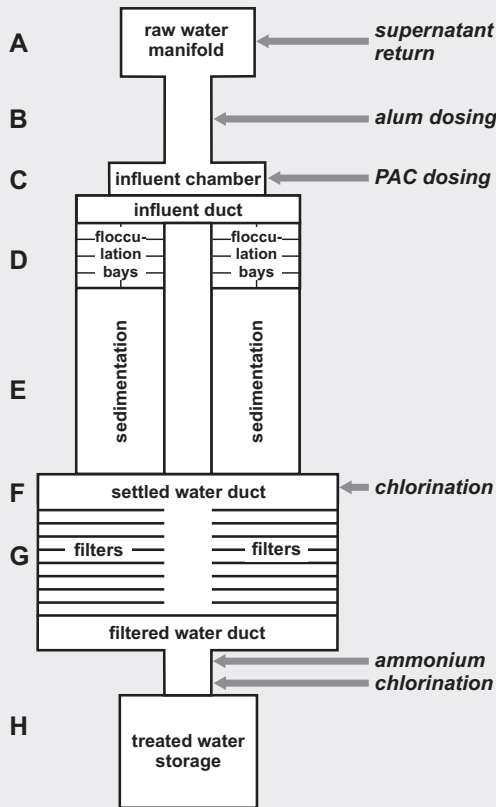 A
raw water
manifold
supernatant
return
B
alum dosing
C
influent chamber
PAC dosing
influent duct
D
floccu-
lation
bays
floccu-
lation
bays
E
sedimentation
sedimentation
F
settled water duct
chlorination
G
filters
filters
filtered water duct
ammonium
chlorination
H
treated water
storage